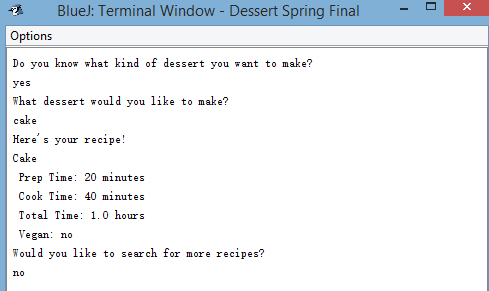 BlueJ: Terminal Window - Dessert Spring Final
Options
Do you know what kind of dessert you want to make?
yes
What dessert would you like to make?
cake
Here's your recipe!
Cake
Prep Time: 20 minutes
Cook Time: 40 minutes
Total Time: 1.0 hours
Vegan: no
Would you like to search for more recipes?
no